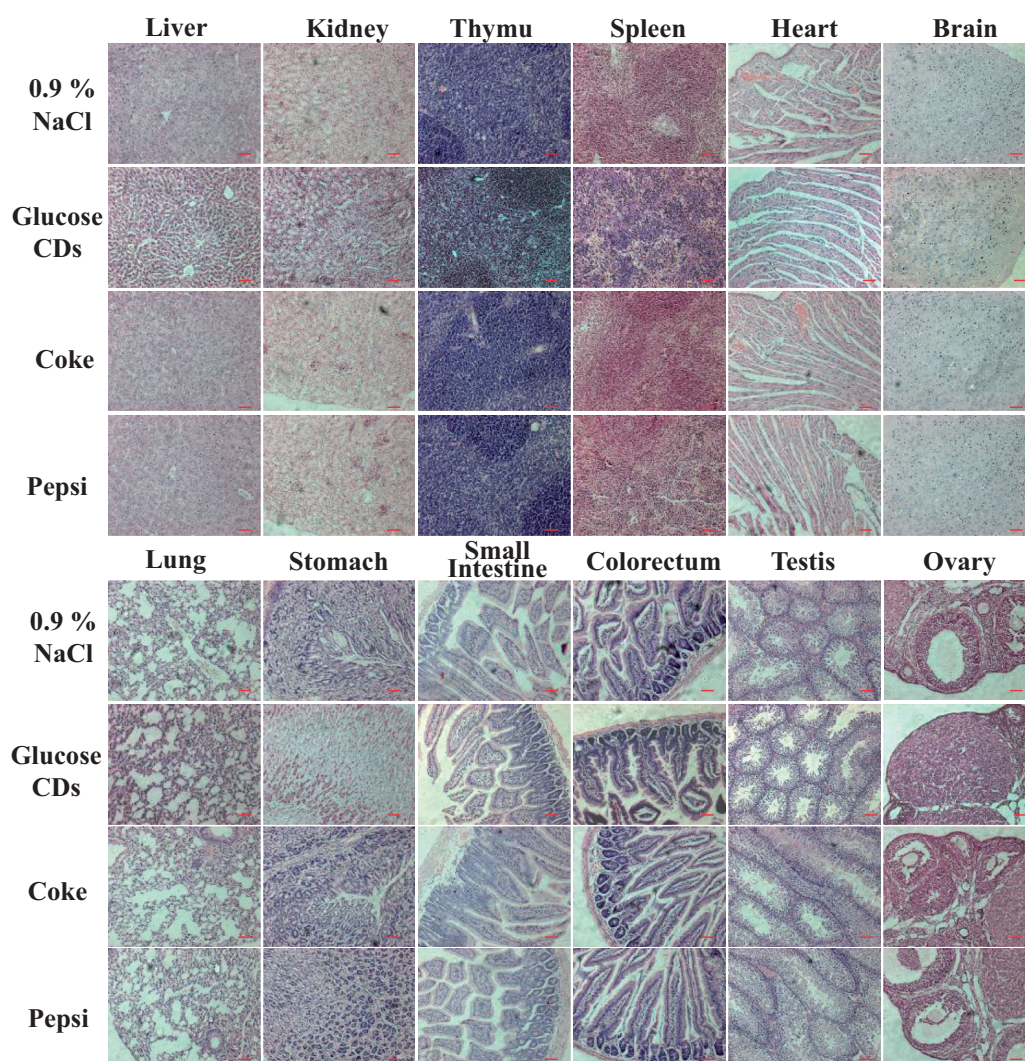 Liver Kidney Thymu Spleen Heart Brain
0.9 %
NaCl
Glucose
CDs
Coke
Pepsi
Lung Stomach Small Intestine Colorectum Testis Ovary
0.9 %
NaCl
Glucose
CDs
Coke
Pepsi